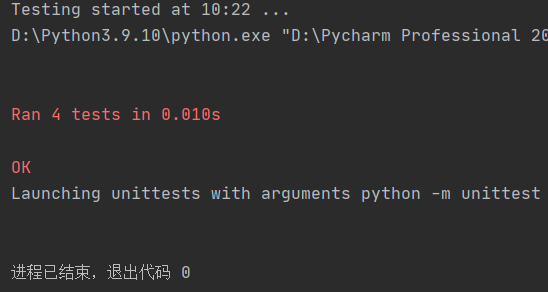 Testing started at 10:22 ...
D:\Python3.9.10\python.exe "D:\Pycharm Professional 20
Ran 4 tests in 0.010s
OK
Launching unittests with arguments python -m unittest
进程已结束，退出代码 0